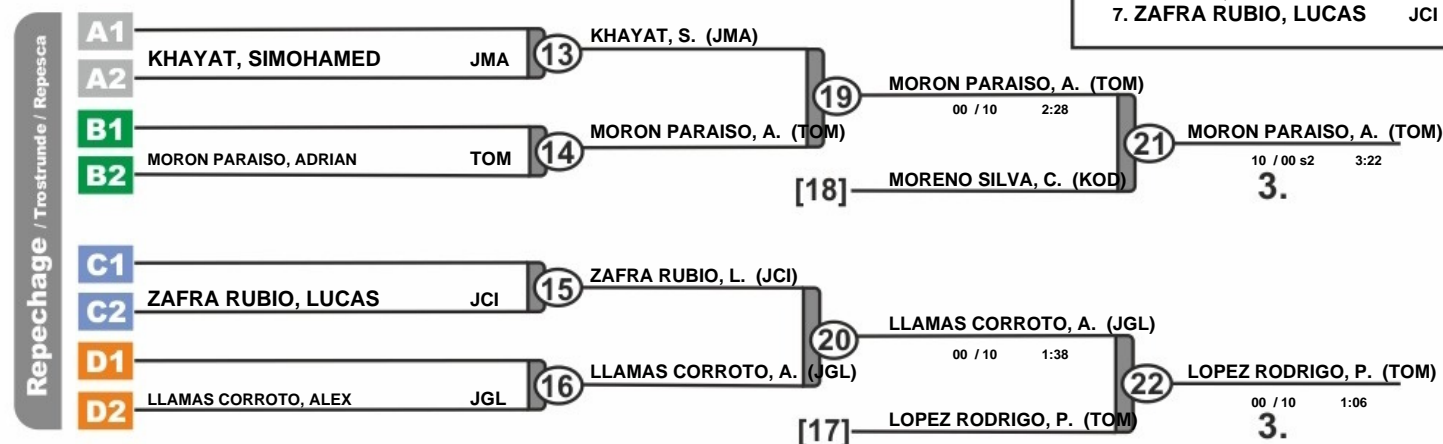 7. ZAFRA RUBIO, LUCAS JCI
Repechage / Trostrunde / Repesca
A1
KHAYAT, SIMOHAMED JMA
A2
13
KHAYAT, S. (JMA)
B1
MORON PARAISO, ADRIAN TOM
B2
14
MORON PARAISO, A. (TOM)
19
MORON PARAISO, A. (TOM)
00 / 10 2:28
[18]
MORENO SILVA, C. (KOD)
21
MORON PARAISO, A. (TOM)
10 / 00 s2 3:22
3.
C1
ZAFRA RUBIO, LUCAS JCI
C2
15
ZAFRA RUBIO, L. (JCI)
D1
LLAMAS CORROTO, ALEX JGL
D2
16
LLAMAS CORROTO, A. (JGL)
20
LLAMAS CORROTO, A. (JGL)
00 / 10 1:38
[17]
LOPEZ RODRIGO, P. (TOM)
22
LOPEZ RODRIGO, P. (TOM)
00 / 10 1:06
3.